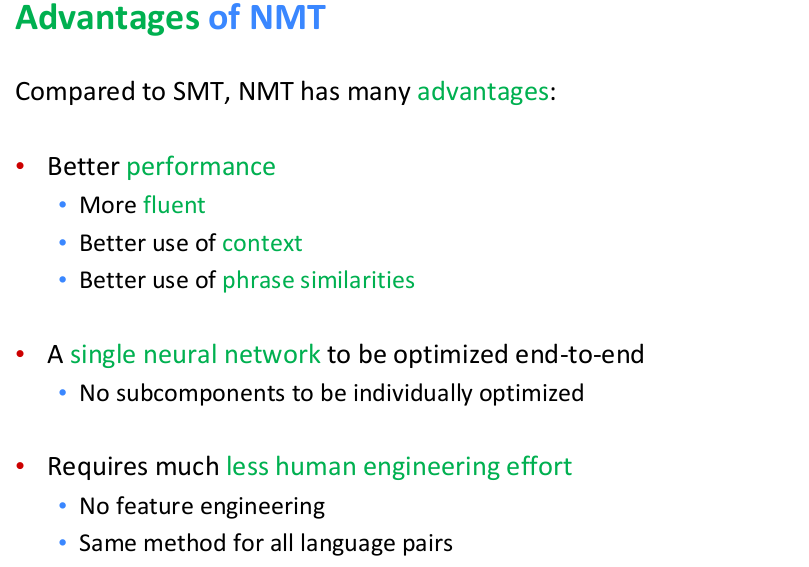 Advantages of NMT
Compared to SMT, NMT has many advantages:
• Better performance
• More fluent
• Better use of context
• Better use of phrase similarities
• A single neural network to be optimized end-to-end
• No subcomponents to be individually optimized
• Requires much less human engineering effort
• No feature engineering
• Same method for all language pairs